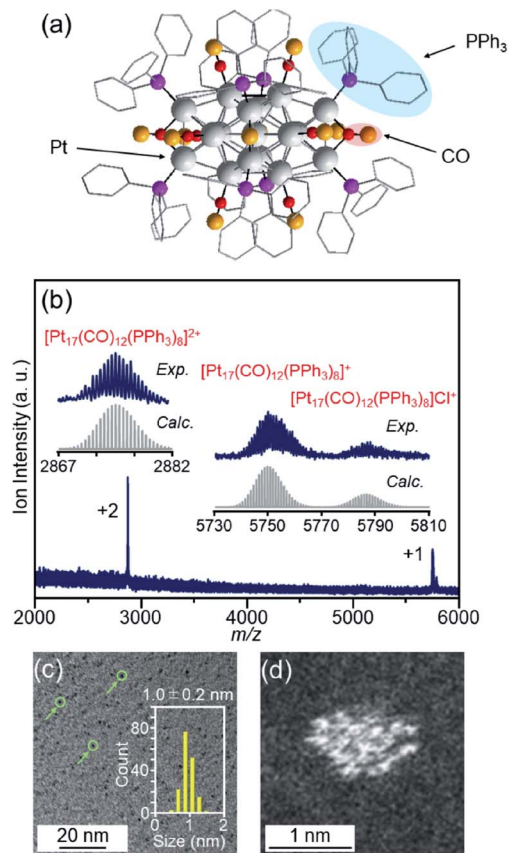 (a)
PPh₃
Pt
CO
(b)
[Pt₁₇(CO)₁₂(PPh₃)₈]²⁺
Exp.
Calc.
2867 2882
[Pt₁₇(CO)₁₂(PPh₃)₈]⁺
[Pt₁₇(CO)₁₂(PPh₃)₈]Cl⁺
Exp.
Calc.
5730 5750 5770 5790 5810
+2
+1
Ion Intensity (a. u.)
2000 3000 4000 5000 6000
m/z
(c)
1.0 ± 0.2 nm
80
40
0
Count
0 1 2
Size (nm)
20 nm
(d)
1 nm